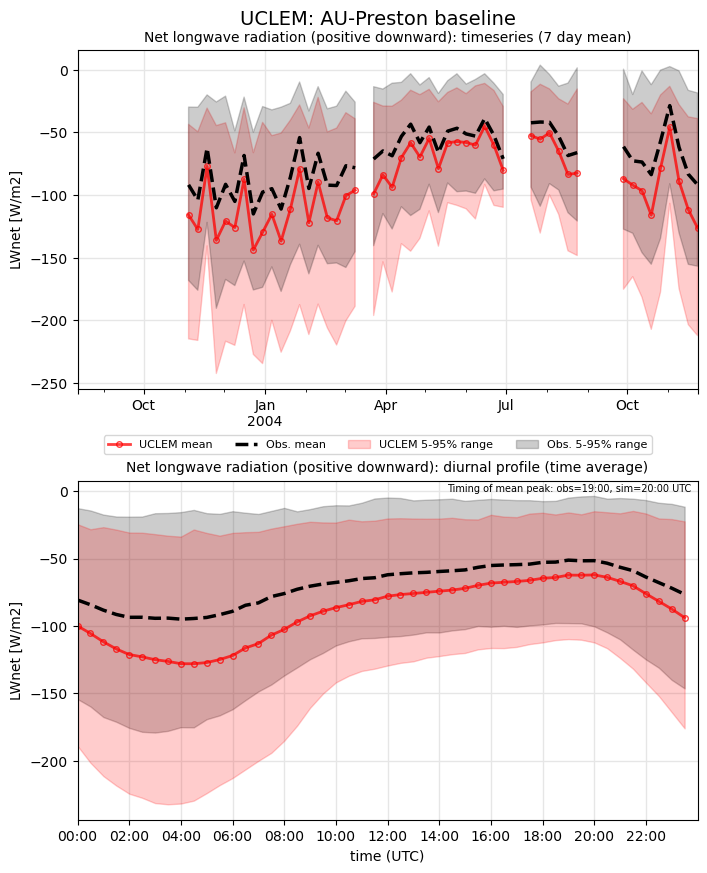 UCLEM: AU-Preston baseline
Net longwave radiation (positive downward): timeseries (7 day mean)
LWnet [W/m2]
0
−50
−100
−150
−200
−250
Oct
Jan
2004
Apr
Jul
Oct
UCLEM mean
Obs. mean
UCLEM 5-95% range
Obs. 5-95% range
Net longwave radiation (positive downward): diurnal profile (time average)
Timing of mean peak: obs=19:00, sim=20:00 UTC
LWnet [W/m2]
0
−50
−100
−150
−200
00:00
02:00
04:00
06:00
08:00
10:00
12:00
14:00
16:00
18:00
20:00
22:00
time (UTC)